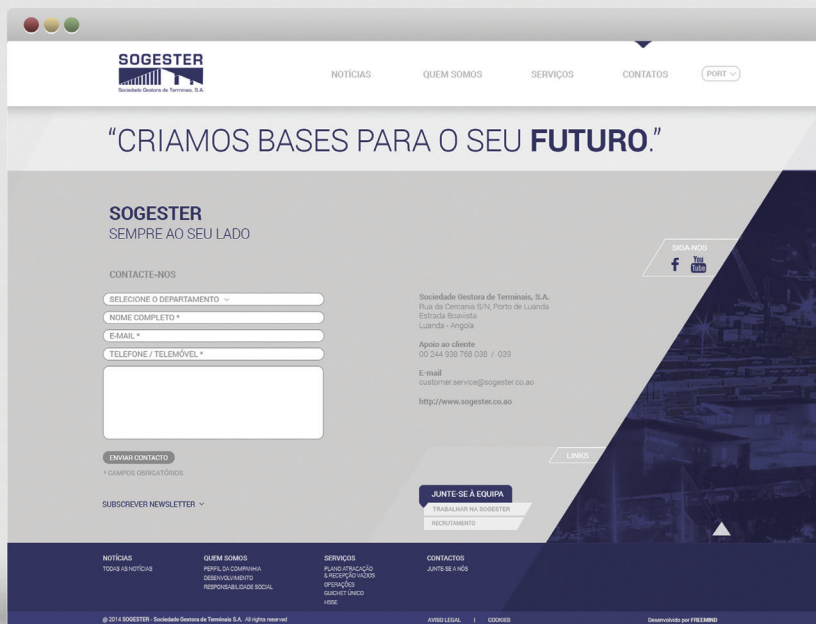 SOGESTER
Sociedade Gestora de Terminais, S.A
NOTÍCIAS
QUEM SOMOS
SERVIÇOS
CONTATOS
PORT
“CRIAMOS BASES PARA O SEU FUTURO.”
SOGESTER
SEMPRE AO SEU LADO
SIGA-NOS
f
You Tube
CONTACTE-NOS
SELECIONE O DEPARTAMENTO
NOME COMPLETO *
E-MAIL *
TELEFONE / TELEMÓVEL *
ENVIAR CONTACTO
* CAMPOS OBRIGATÓRIOS
SUBSCREVER NEWSLETTER
Sociedade Gestora de Terminais, S.A.
Rua da Cercania S/N, Porto de Luanda
Estrada Boavista
Luanda - Angola
Apoio ao cliente
00 244 938 768 038 / 039
E-mail
customer.service@sogester.co.ao
http://www.sogester.co.ao
LINKS
JUNTE-SE À EQUIPA
TRABALHAR NA SOGESTER
RECRUTAMENTO
NOTÍCIAS
TODAS AS NOTÍCIAS
QUEM SOMOS
PERFIL DA COMPANHIA
DESENVOLVIMENTO
RESPONSABILIDADE SOCIAL
SERVIÇOS
PLANO ATRACAÇÃO
& RECEPÇÃO VAZIOS
OPERAÇÕES
GUICHET ÚNICO
HSSE
CONTACTOS
JUNTE-SE A NÓS
@ 2014 SOGESTER - Sociedade Gestora de Terminais S.A. All rights reserved
AVISO LEGAL | COOKIES
Desenvolvido por FREEMIND